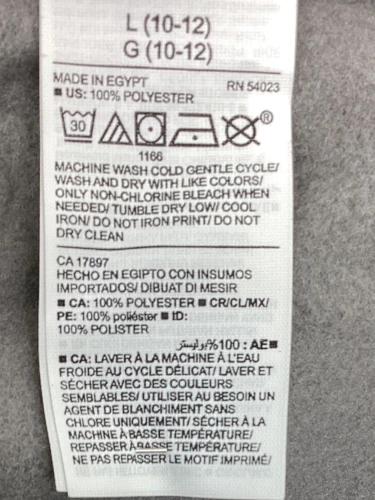 L (10-12)
G (10-12)
MADE IN EGYPT RN 54023
■ US: 100% POLYESTER
30 ®
1166
MACHINE WASH COLD GENTLE CYCLE/
WASH AND DRY WITH LIKE COLORS/
ONLY NON-CHLORINE BLEACH WHEN
NEEDED/ TUMBLE DRY LOW/ COOL
IRON/ DO NOT IRON PRINT/ DO NOT
DRY CLEAN
CA 17897
HECHO EN EGIPTO CON INSUMOS
IMPORTADOS/ DIBUAT DI MESIR
■ CA: 100% POLYESTER ■ CR/CL/MX/
PE: 100% poliéster ■ ID:
100% POLISTER
■AE : 100%بوليستر/
■ CA: LAVER À LA MACHINE À L'EAU
FROIDE AU CYCLE DÉLICAT/ LAVER ET
SÉCHER AVEC DES COULEURS
SEMBLABLES/ UTILISER AU BESOIN UN
AGENT DE BLANCHIMENT SANS
CHLORE UNIQUEMENT/ SÉCHER À LA
MACHINE À BASSE TEMPÉRATURE/
REPASSER À BASSE TEMPÉRATURE/
NE PAS REPASSER LE MOTIF IMPRIMÉ/